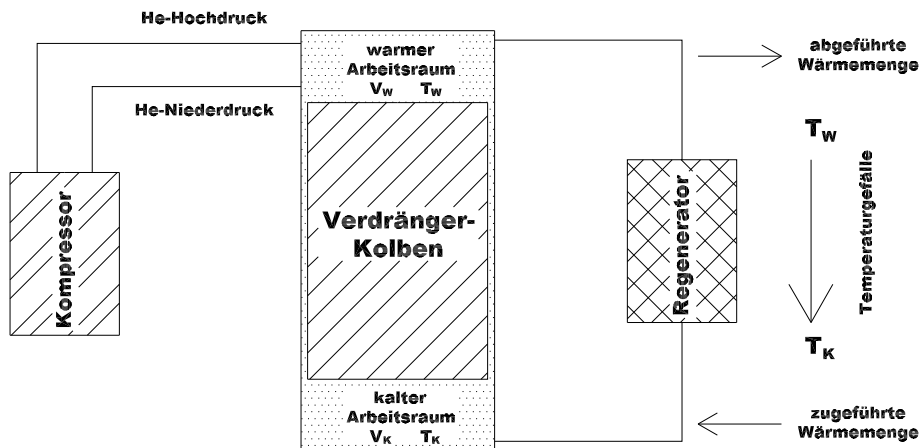 He-Hochdruck
He-Niederdruck
Kompressor
warmer
Arbeitsraum
V_W T_W
Verdränger-
Kolben
kalter
Arbeitsraum
V_K T_K
Regenerator
abgeführte
Wärmemenge
T_W
Temperaturgefälle
T_K
zugeführte
Wärmemenge